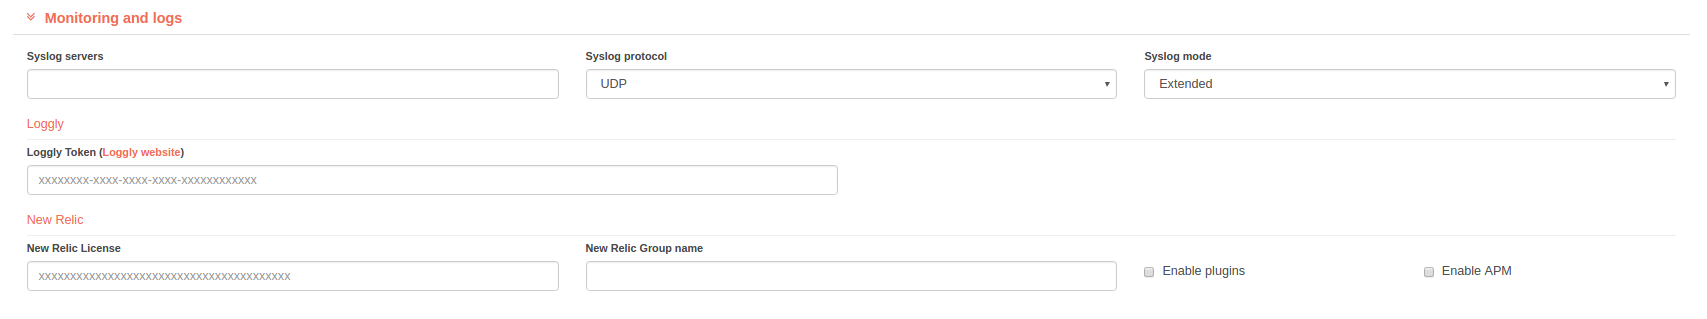 Monitoring and logs
Syslog servers
Syslog protocol
Syslog mode
UDP
Extended
Loggly
Loggly Token (Loggly website)
xxxxxxxx-xxxx-xxxx-xxxx-xxxxxxxxxxxx
New Relic
New Relic License
New Relic Group name
xxxxxxxxxxxxxxxxxxxxxxxxxxxxxxxxxxxxxxxx
Enable plugins
Enable APM